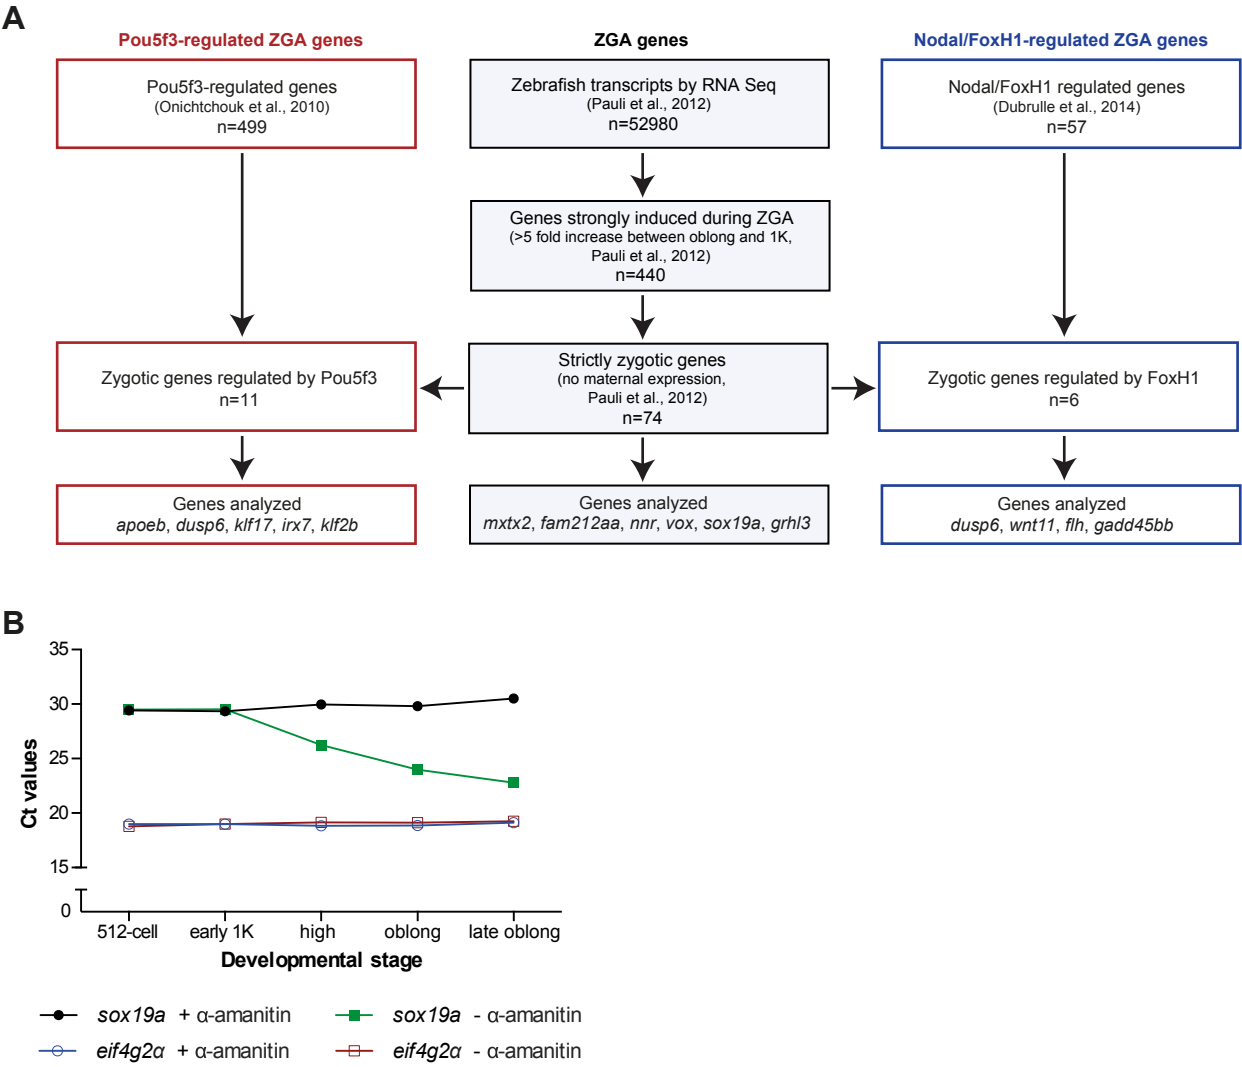 A
Pou5f3-regulated ZGA genes
ZGA genes
Nodal/FoxH1-regulated ZGA genes
Pou5f3-regulated genes
(Onichtchouk et al., 2010)
n=499
Zebrafish transcripts by RNA Seq
(Pauli et al., 2012)
n=52980
Nodal/FoxH1 regulated genes
(Dubrulle et al., 2014)
n=57
Genes strongly induced during ZGA
(>5 fold increase between oblong and 1K,
Pauli et al., 2012)
n=440
Zygotic genes regulated by Pou5f3
n=11
Strictly zygotic genes
(no maternal expression,
Pauli et al., 2012)
n=74
Zygotic genes regulated by FoxH1
n=6
Genes analyzed
apoeb, dusp6, klf17, irx7, klf2b
Genes analyzed
mxtx2, fam212aa, nnr, vox, sox19a, grhl3
Genes analyzed
dusp6, wnt11, flh, gadd45bb
B
35
30
25
20
15
0
Ct values
512-cell
early 1K
high
oblong
late oblong
Developmental stage
sox19a + α-amanitin
sox19a - α-amanitin
eif4g2α + α-amanitin
eif4g2α - α-amanitin